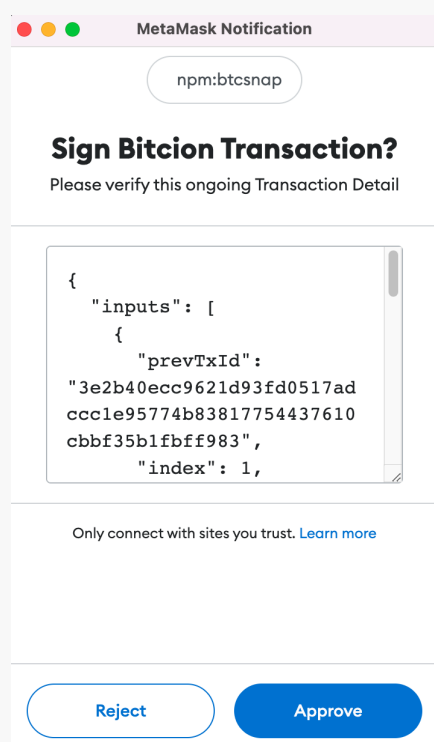 MetaMask Notification
npm:btcsnap
Sign Bitcion Transaction?
Please verify this ongoing Transaction Detail
{
"inputs": [
{
"prevTxId":
"3e2b40ecc9621d93fd0517ad
ccc1e95774b83817754437610
cbbf35b1fbff983",
"index": 1,
Only connect with sites you trust. Learn more
Reject
Approve